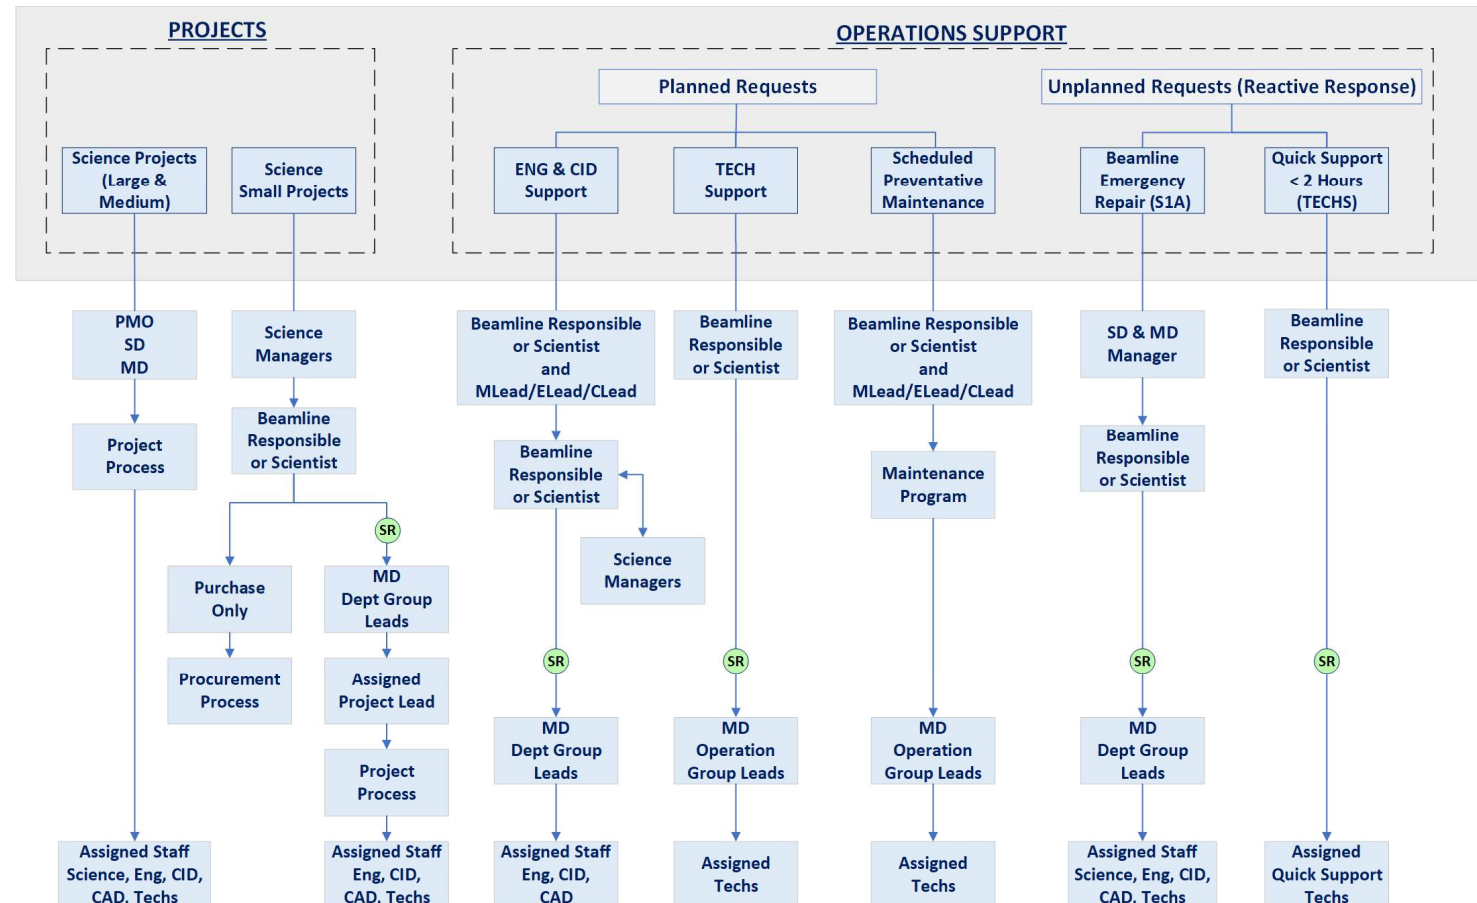 PROJECTS
OPERATIONS SUPPORT
Planned Requests
Unplanned Requests (Reactive Response)
Science Projects
(Large &
Medium)
Science
Small Projects
ENG & CID
Support
TECH
Support
Scheduled
Preventative
Maintenance
Beamline
Emergency
Repair (S1A)
Quick Support
< 2 Hours
(TECHS)
PMO
SD
MD
Science
Managers
Beamline Responsible
or Scientist
and
MLead/ELead/CLead
Beamline
Responsible
or Scientist
Beamline Responsible
or Scientist
and
MLead/ELead/CLead
SD & MD
Manager
Beamline
Responsible
or Scientist
Project
Process
Beamline
Responsible
or Scientist
Beamline
Responsible
or Scientist
Maintenance
Program
Beamline
Responsible
or Scientist
SR
Science
Managers
Purchase
Only
MD
Dept Group
Leads
SR
SR
SR
SR
Procurement
Process
Assigned
Project Lead
MD
Dept Group
Leads
MD
Operation
Group Leads
MD
Operation
Group Leads
MD
Dept Group
Leads
Project
Process
Assigned Staff
Science, Eng, CID,
CAD, Techs
Assigned Staff
Eng, CID,
CAD, Techs
Assigned Staff
Eng, CID,
CAD
Assigned
Techs
Assigned
Techs
Assigned Staff
Science, Eng, CID,
CAD, Techs
Assigned
Quick Support
Techs